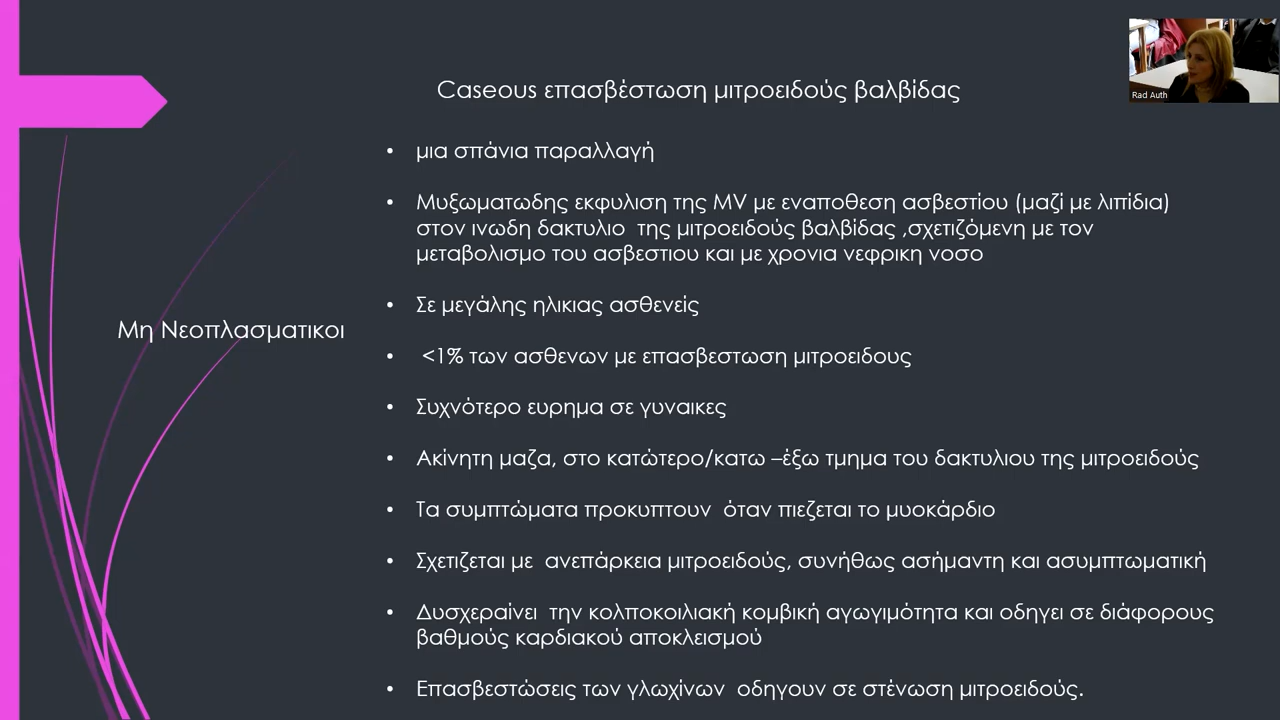 Caseous επασβέστωση μιτροειδούς βαλβίδας
Rad Auth
Μη Νεοπλασματικοι
• μια σπάνια παραλλαγή
• Μυξωματωδης εκφυλιση της MV με εναποθεση ασβεστίου (μαζί με λιπίδια)
στον ινωδη δακτυλιο της μιτροειδούς βαλβίδας ,σχετιζόμενη με τον
μεταβολισμο του ασβεστιου και με χρονια νεφρικη νοσο
• Σε μεγάλης ηλικιας ασθενείς
• <1% των ασθενων με επασβεστωση μιτροειδους
• Συχνότερο ευρημα σε γυναικες
• Ακίνητη μαζα, στο κατώτερο/κατω –έξω τμημα του δακτυλιου της μιτροειδούς
• Τα συμπτώματα προκυπτουν όταν πιεζεται το μυοκάρδιο
• Σχετιζεται με ανεπάρκεια μιτροειδούς, συνήθως ασήμαντη και ασυμπτωματική
• Δυσχεραίνει την κολποκοιλιακή κομβική αγωγιμότητα και οδηγει σε διάφορους
βαθμούς καρδιακού αποκλεισμού
• Επασβεστώσεις των γλωχίνων οδηγουν σε στένωση μιτροειδούς.